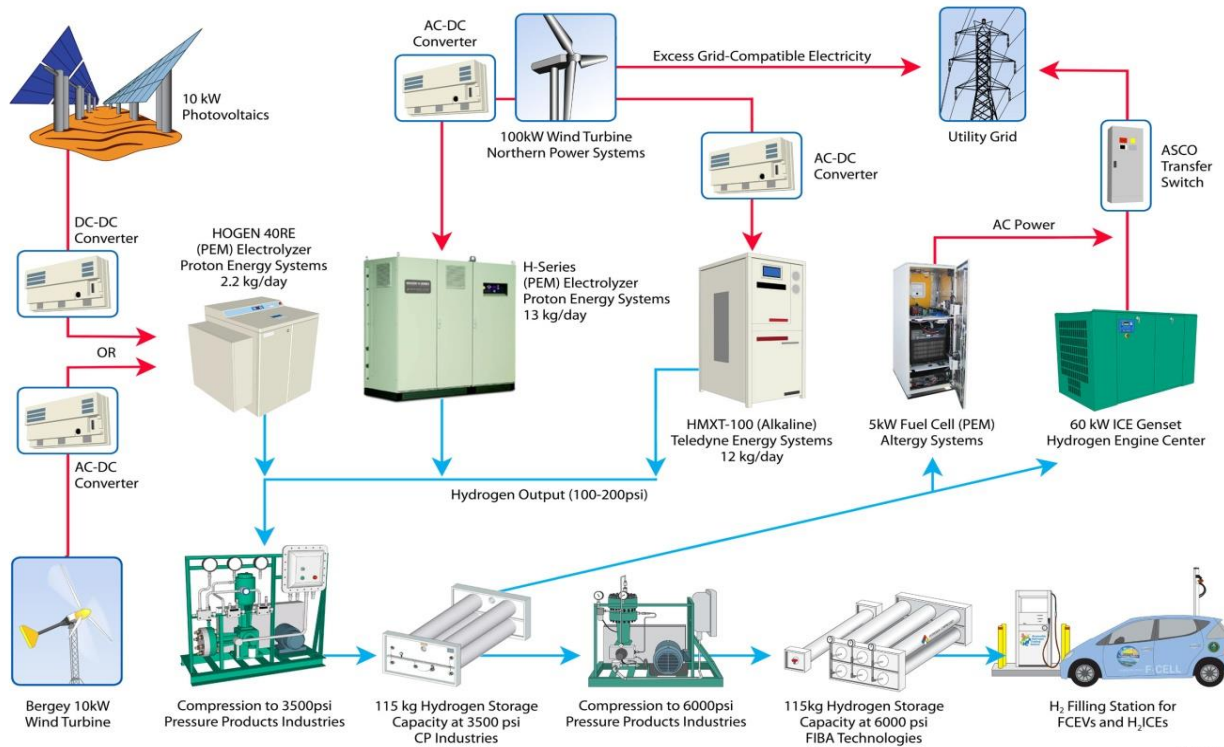 AC-DC
Converter
10 kW
Photovoltaics
Excess Grid-Compatible Electricity
100kW Wind Turbine
Northern Power Systems
Utility Grid
AC-DC
Converter
ASCO
Transfer
Switch
DC-DC
Converter
HOGEN 40RE
(PEM) Electrolyzer
Proton Energy Systems
2.2 kg/day
H-Series
(PEM) Electrolyzer
Proton Energy Systems
13 kg/day
AC Power
OR
AC-DC
Converter
HMXT-100 (Alkaline)
Teledyne Energy Systems
12 kg/day
5kW Fuel Cell (PEM)
Altergy Systems
60 kW ICE Genset
Hydrogen Engine Center
Hydrogen Output (100-200psi)
F-CELL
Bergey 10kW
Wind Turbine
Compression to 3500psi
Pressure Products Industries
115 kg Hydrogen Storage
Capacity at 3500 psi
CP Industries
Compression to 6000psi
Pressure Products Industries
115kg Hydrogen Storage
Capacity at 6000 psi
FIBA Technologies
H₂ Filling Station for
FCEVs and H₂ICEs